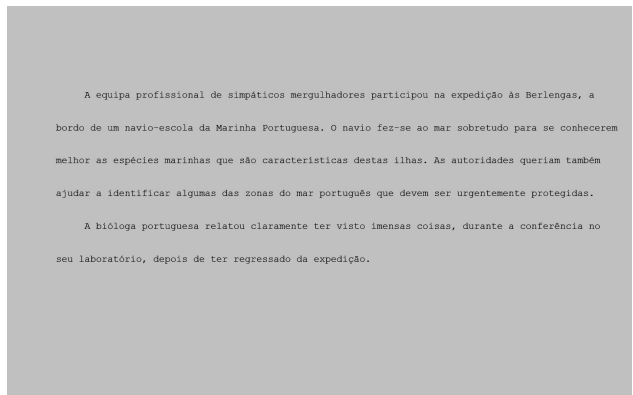 A equipa profissional de simpáticos mergulhadores participou na expedição às Berlengas, a
bordo de um navio-escola da Marinha Portuguesa. O navio fez-se ao mar sobretudo para se conhecerem
melhor as espécies marinhas que são características destas ilhas. As autoridades queriam também
ajudar a identificar algumas das zonas do mar português que devem ser urgentemente protegidas.
A bióloga portuguesa relatou claramente ter visto imensas coisas, durante a conferência no
seu laboratório, depois de ter regressado da expedição.